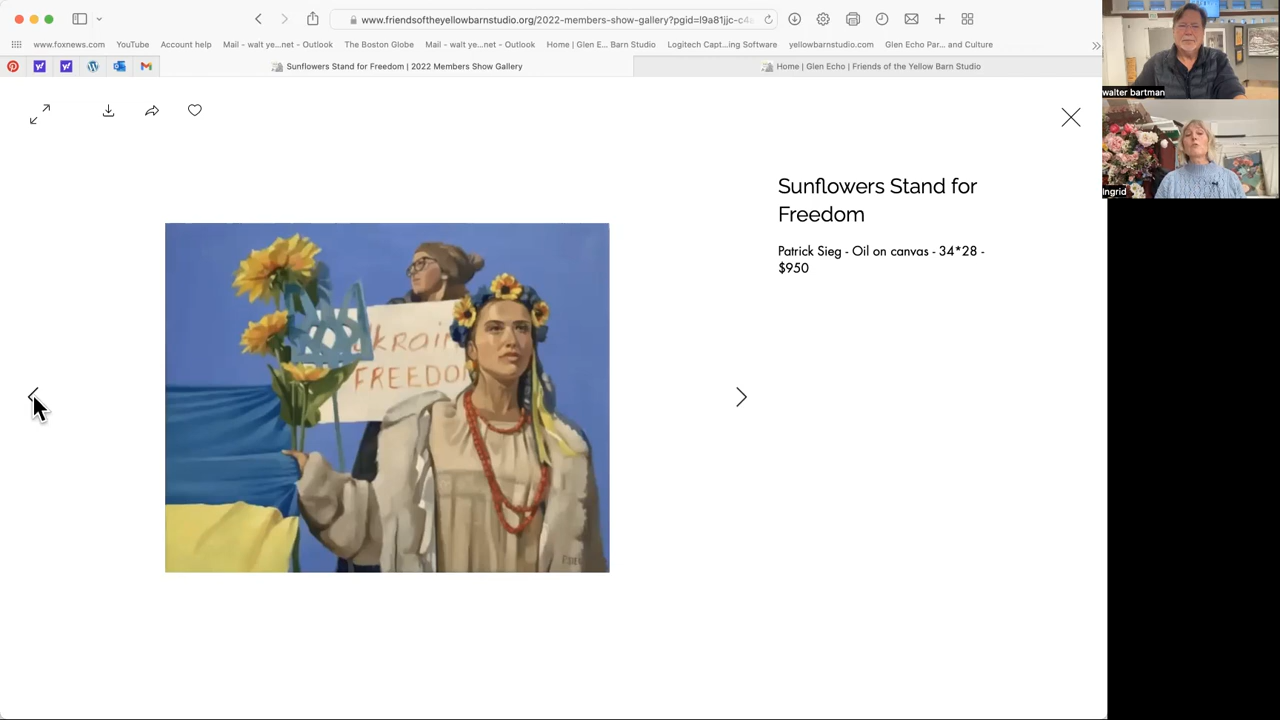 www.friendsoftheyellowbarnstudio.org/2022-members-show-gallery?pgid=l9a81jjc-c4
www.foxnews.com YouTube Account help Mail - walt ye...net - Outlook The Boston Globe Mail - walt ye...net - Outlook Home | Glen E... Barn Studio Logitech Capt...ing Software yellowbarnstudio.com Glen Echo Par... and Culture
Sunflowers Stand for Freedom | 2022 Members Show Gallery
Home | Glen Echo | Friends of the Yellow Barn Studio
walter bartman
Ingrid
Sunflowers Stand for
Freedom
Patrick Sieg - Oil on canvas - 34*28 -
$950
krain
FREEDO